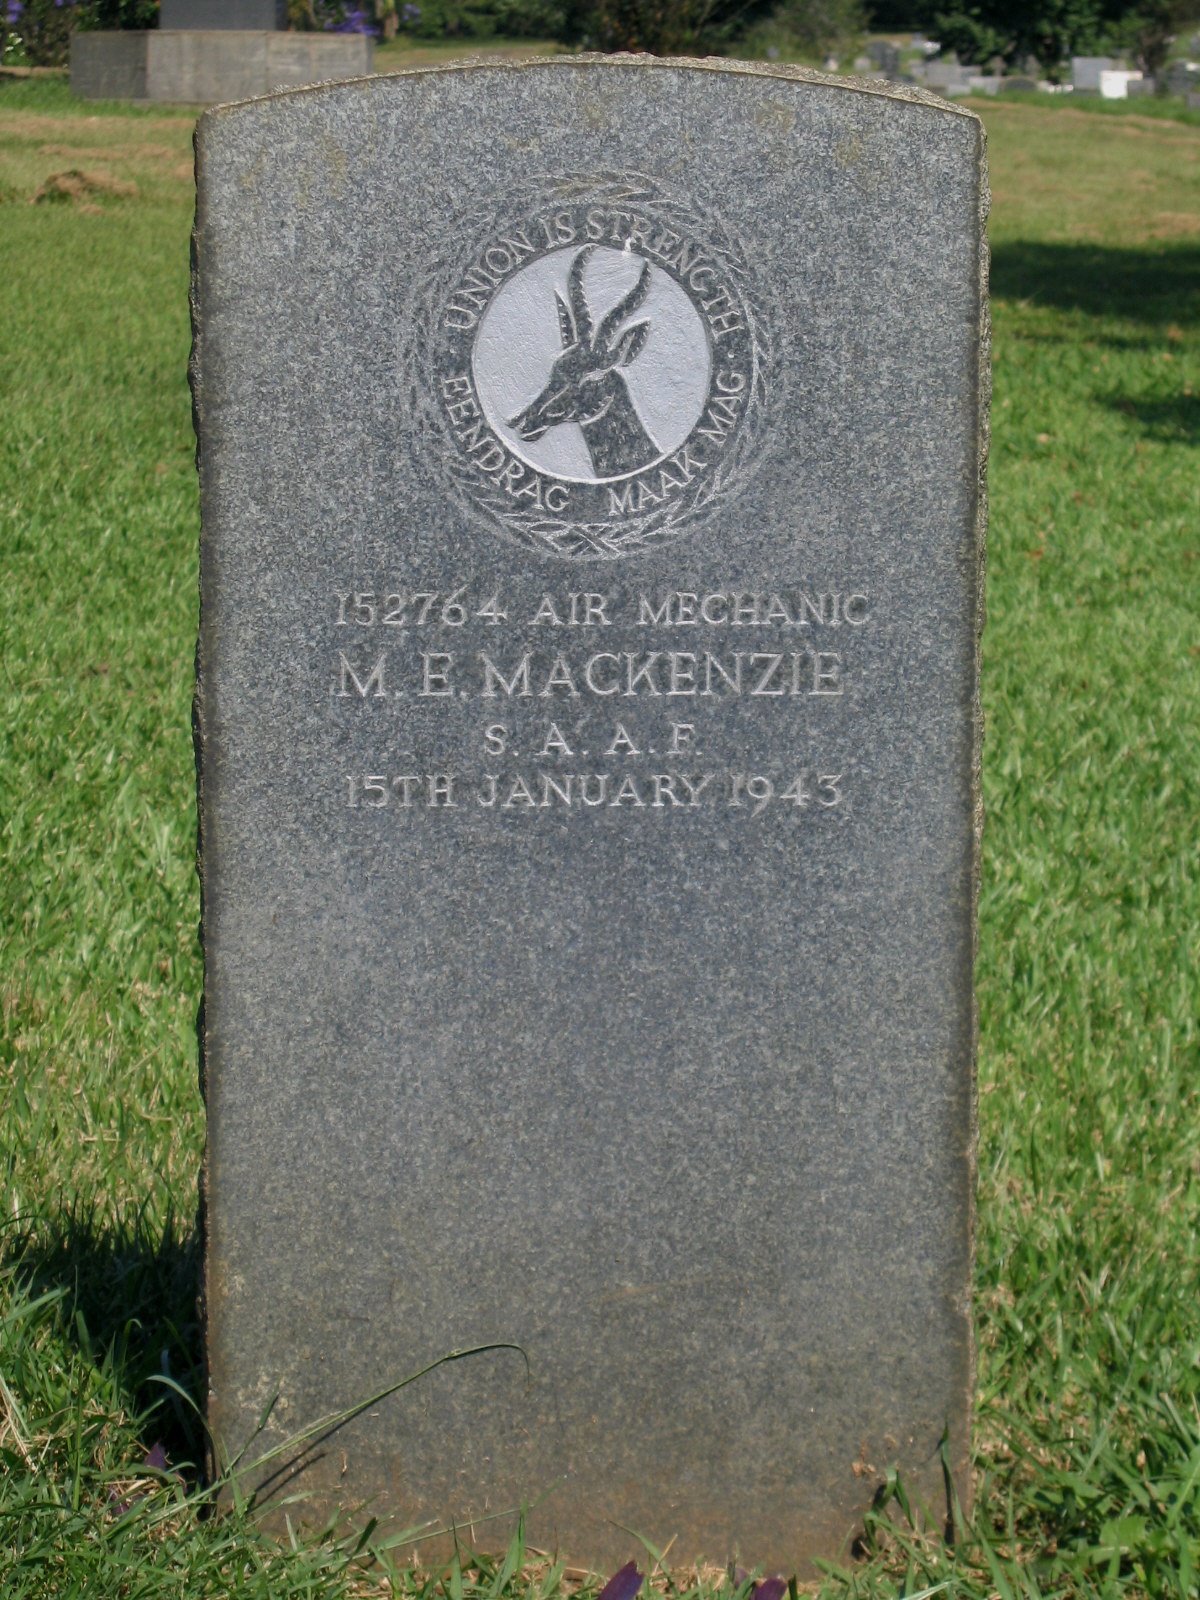 UNION IS STRENGTH
EENDRAG MAAK MAG
152764 AIR MECHANIC
M. E. MACKENZIE
S. A. A. F.
15TH JANUARY 1943